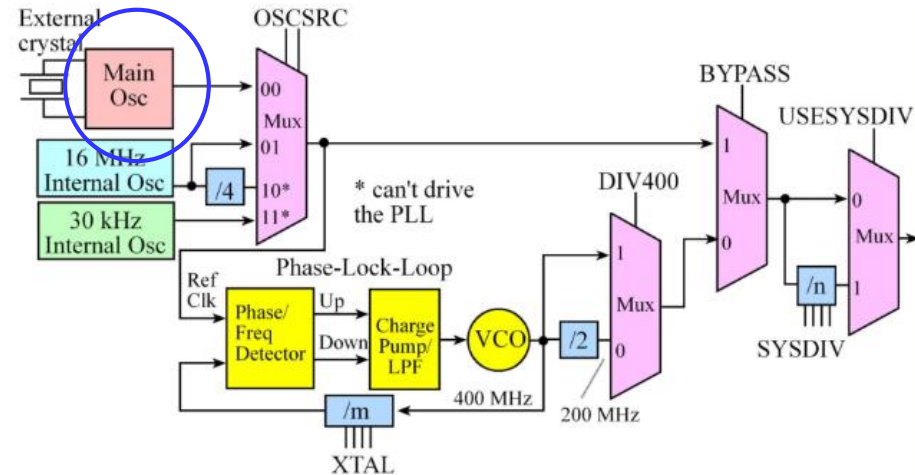 External
crystal
OSCSRC
Main
Osc
00
Mux
01
10*
11*
16 MHz
Internal Osc
/4
30 kHz
Internal Osc
* can't drive
the PLL
BYPASS
1
Mux
0
USESYSDIV
0
Mux
1
/n
SYSDIV
DIV400
1
Mux
0
Phase-Lock-Loop
Ref
Clk
Phase/
Freq
Detector
Up
Down
Charge
Pump/
LPF
VCO
/2
200 MHz
400 MHz
/m
XTAL